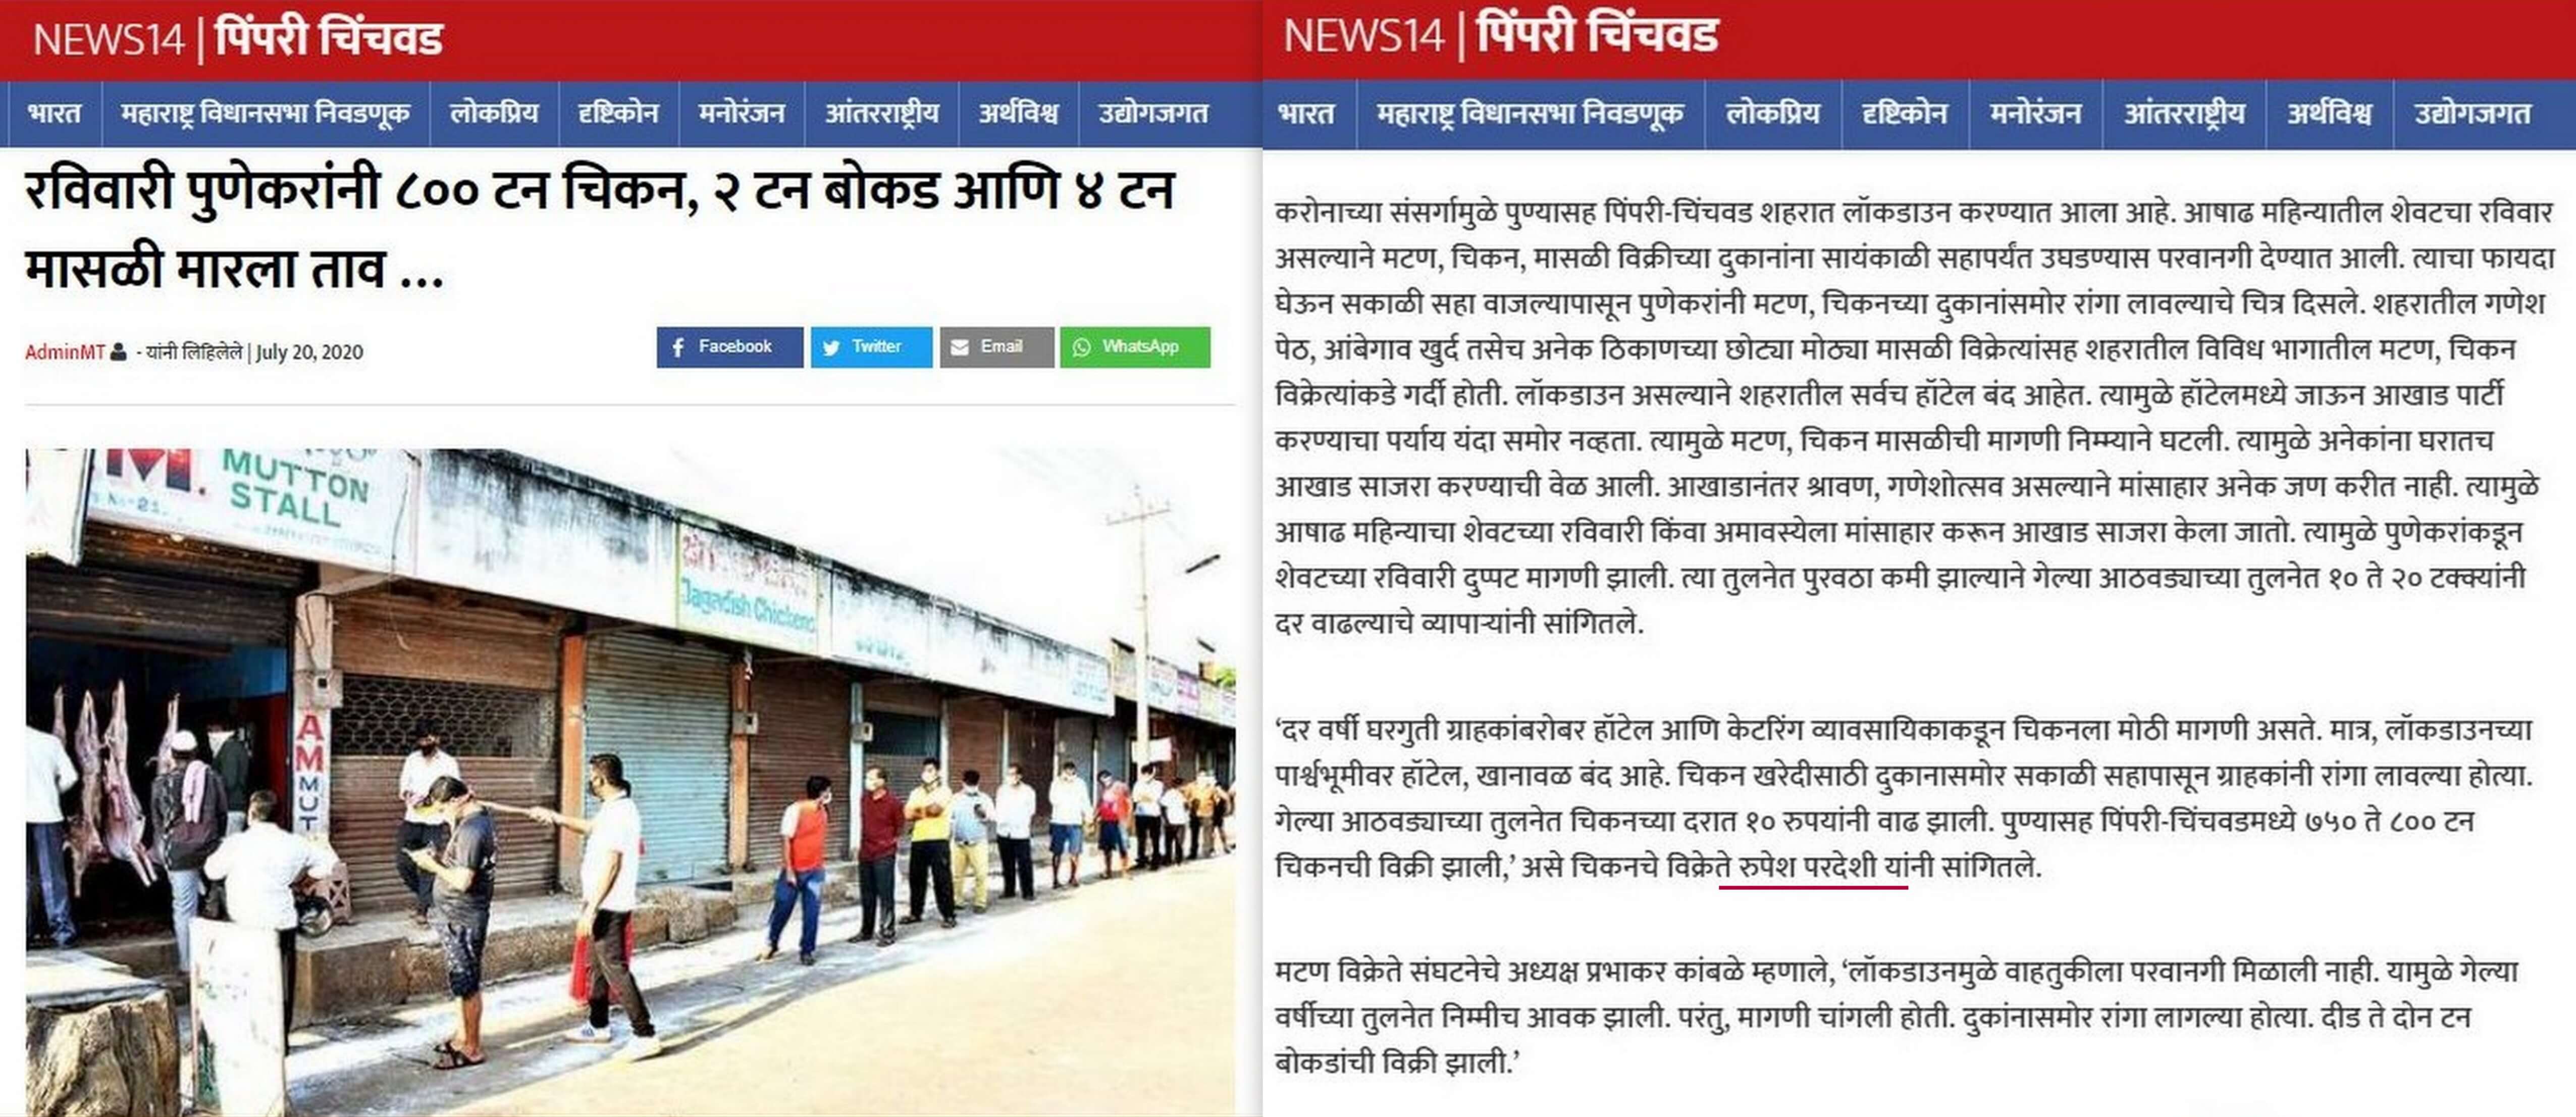 NEWS14 | पिंपरी चिंचवड
भारत महाराष्ट्र विधानसभा निवडणूक लोकप्रिय दृष्टिकोन मनोरंजन आंतरराष्ट्रीय अर्थविश्व उद्योगजगत
रविवारी पुणेकरांनी ८०० टन चिकन, २ टन बोकड आणि ४ टन
मासळी मारला ताव ...
AdminMT - यांनी लिहिलेले | July 20, 2020
Facebook Twitter Email WhatsApp
M.
MUTTON
STALL
Jagadish Chickens
AM
MUT
NEWS14 | पिंपरी चिंचवड
भारत महाराष्ट्र विधानसभा निवडणूक लोकप्रिय दृष्टिकोन मनोरंजन आंतरराष्ट्रीय अर्थविश्व उद्योगजगत
करोनाच्या संसर्गामुळे पुण्यासह पिंपरी-चिंचवड शहरात लॉकडाउन करण्यात आला आहे. आषाढ महिन्यातील शेवटचा रविवार
असल्याने मटण, चिकन, मासळी विक्रीच्या दुकानांना सायंकाळी सहापर्यंत उघडण्यास परवानगी देण्यात आली. त्याचा फायदा
घेऊन सकाळी सहा वाजल्यापासून पुणेकरांनी मटण, चिकनच्या दुकानांसमोर रांगा लावल्याचे चित्र दिसले. शहरातील गणेश
पेठ, आंबेगाव खुर्द तसेच अनेक ठिकाणच्या छोट्या मोठ्या मासळी विक्रेत्यांसह शहरातील विविध भागातील मटण, चिकन
विक्रेत्यांकडे गर्दी होती. लॉकडाउन असल्याने शहरातील सर्वच हॉटेल बंद आहेत. त्यामुळे हॉटेलमध्ये जाऊन आखाड पार्टी
करण्याचा पर्याय यंदा समोर नव्हता. त्यामुळे मटण, चिकन मासळीची मागणी निम्म्याने घटली. त्यामुळे अनेकांना घरातच
आखाड साजरा करण्याची वेळ आली. आखाडानंतर श्रावण, गणेशोत्सव असल्याने मांसाहार अनेक जण करीत नाही. त्यामुळे
आषाढ महिन्याचा शेवटच्या रविवारी किंवा अमावस्येला मांसाहार करून आखाड साजरा केला जातो. त्यामुळे पुणेकरांकडून
शेवटच्या रविवारी दुप्पट मागणी झाली. त्या तुलनेत पुरवठा कमी झाल्याने गेल्या आठवड्याच्या तुलनेत १० ते २० टक्क्यांनी
दर वाढल्याचे व्यापाऱ्यांनी सांगितले.
‘दर वर्षी घरगुती ग्राहकांबरोबर हॉटेल आणि केटरिंग व्यावसायिकाकडून चिकनला मोठी मागणी असते. मात्र, लॉकडाउनच्या
पार्श्वभूमीवर हॉटेल, खानावळ बंद आहे. चिकन खरेदीसाठी दुकानासमोर सकाळी सहापासून ग्राहकांनी रांगा लावल्या होत्या.
गेल्या आठवड्याच्या तुलनेत चिकनच्या दरात १० रुपयांनी वाढ झाली. पुण्यासह पिंपरी-चिंचवडमध्ये ७५० ते ८०० टन
चिकनची विक्री झाली,’ असे चिकनचे विक्रेते रुपेश परदेशी यांनी सांगितले.
मटण विक्रेते संघटनेचे अध्यक्ष प्रभाकर कांबळे म्हणाले, ‘लॉकडाउनमुळे वाहतुकीला परवानगी मिळाली नाही. यामुळे गेल्या
वर्षीच्या तुलनेत निम्मीच आवक झाली. परंतु, मागणी चांगली होती. दुकांनासमोर रांगा लागल्या होत्या. दीड ते दोन टन
बोकडांची विक्री झाली.’